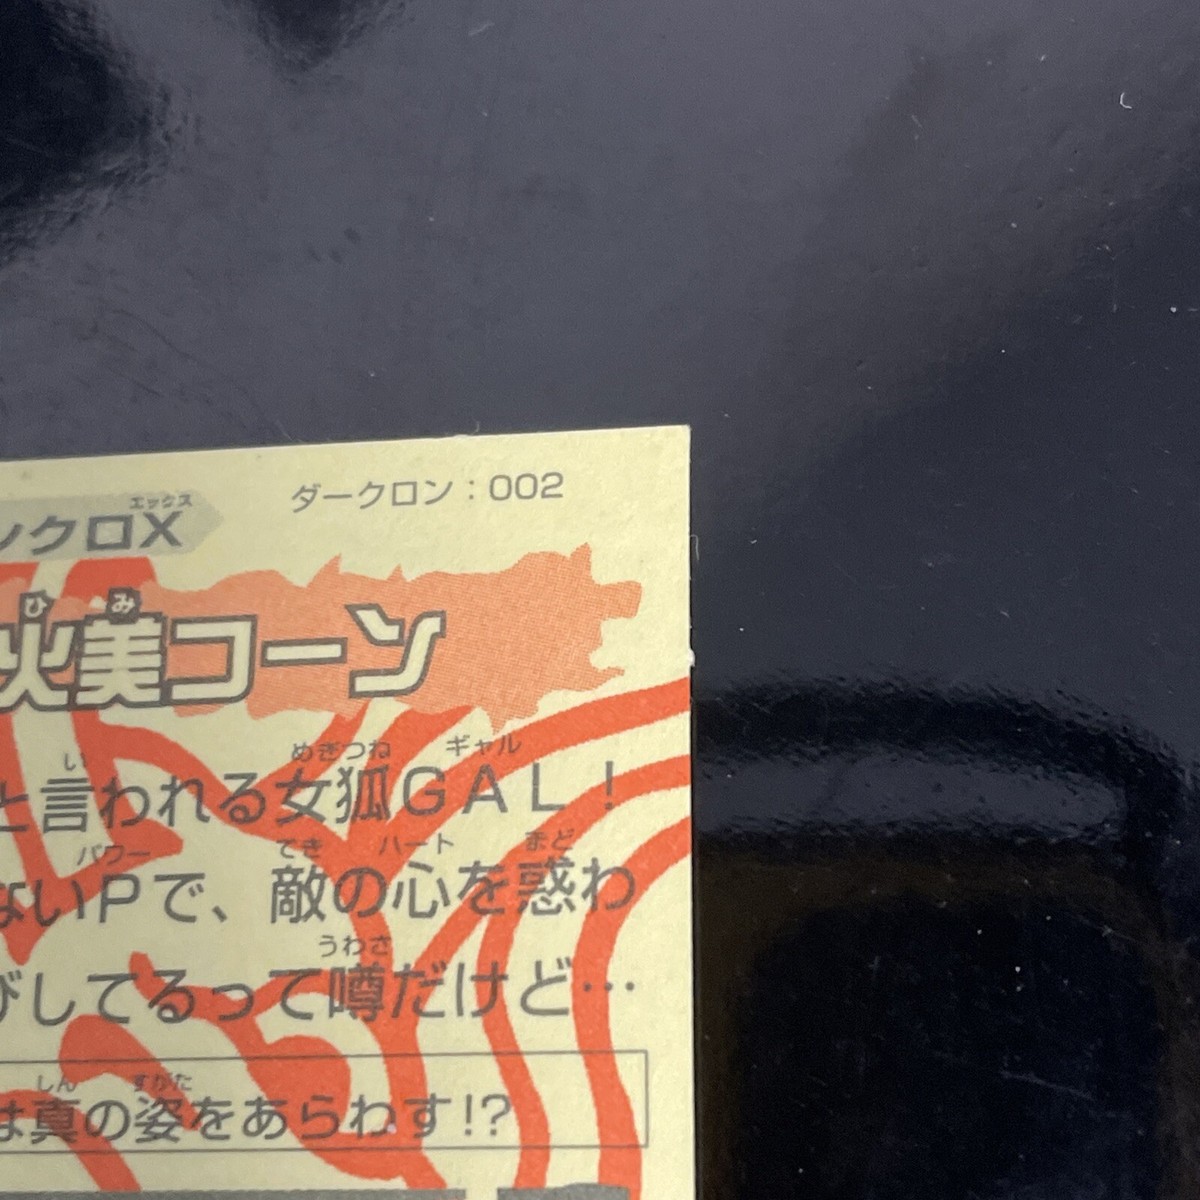 ダークロン：002
エックス
ンクロX
ひみ
火美コーン
い めぎつね ギャル
と言われる女狐GAL！
パワー てき ハート まど
ないPで、敵の心を惑わ
うわさ
びしてるって噂だけど…
しん すがた
は真の姿をあらわす!?